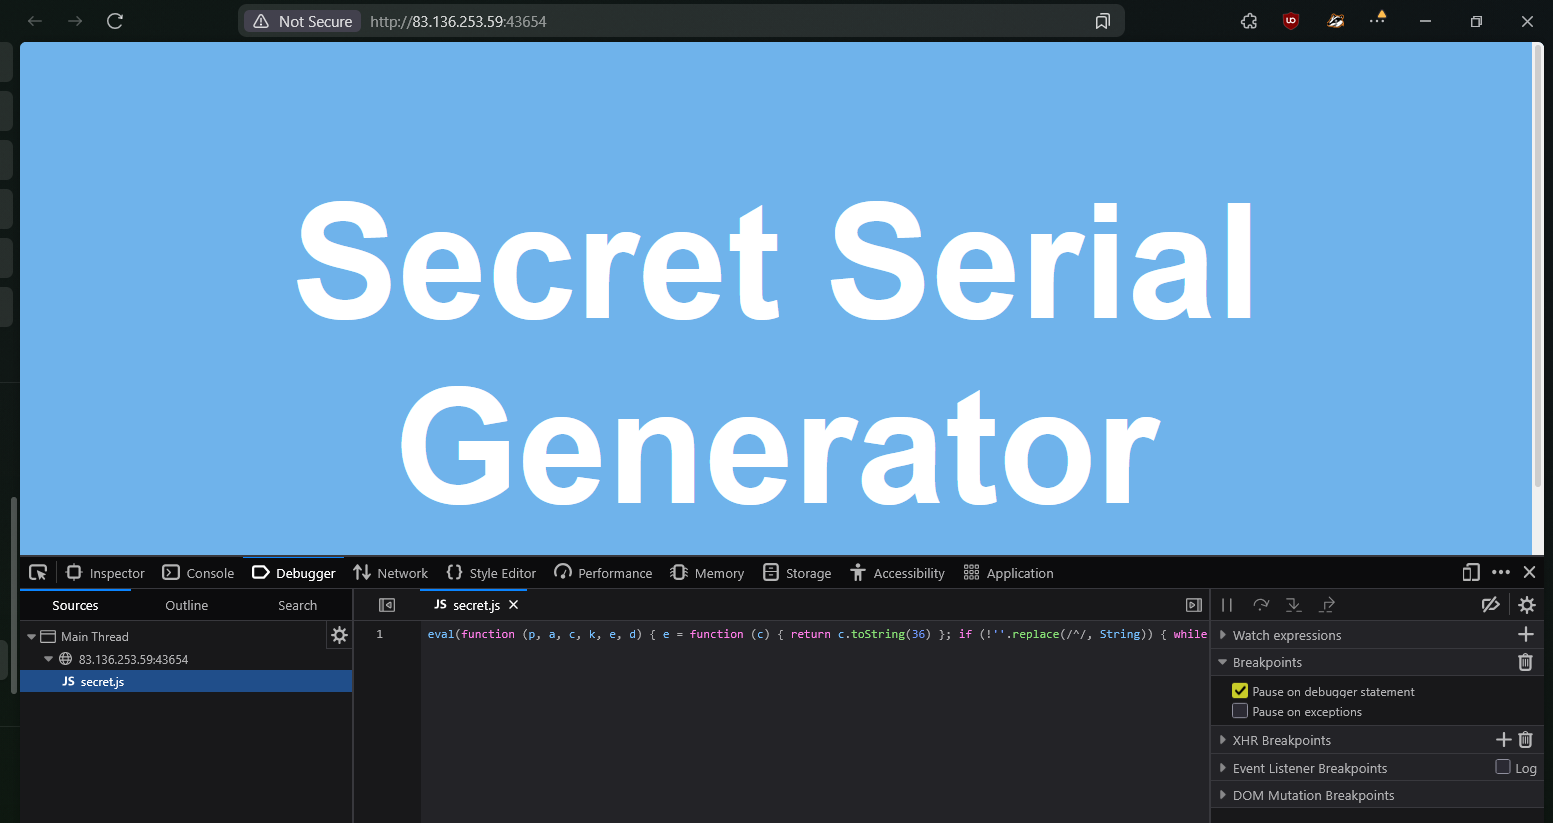 Not Secure http://83.136.253.59:43654
Secret Serial
Generator
Inspector Console Debugger Network Style Editor Performance Memory Storage Accessibility Application
Sources Outline Search
JS secret.js
Main Thread
83.136.253.59:43654
JS secret.js
1 eval(function (p, a, c, k, e, d) { e = function (c) { return c.toString(36) }; if (!''.replace(/^/, String)) { while
Watch expressions
Breakpoints
Pause on debugger statement
Pause on exceptions
XHR Breakpoints
Event Listener Breakpoints Log
DOM Mutation Breakpoints